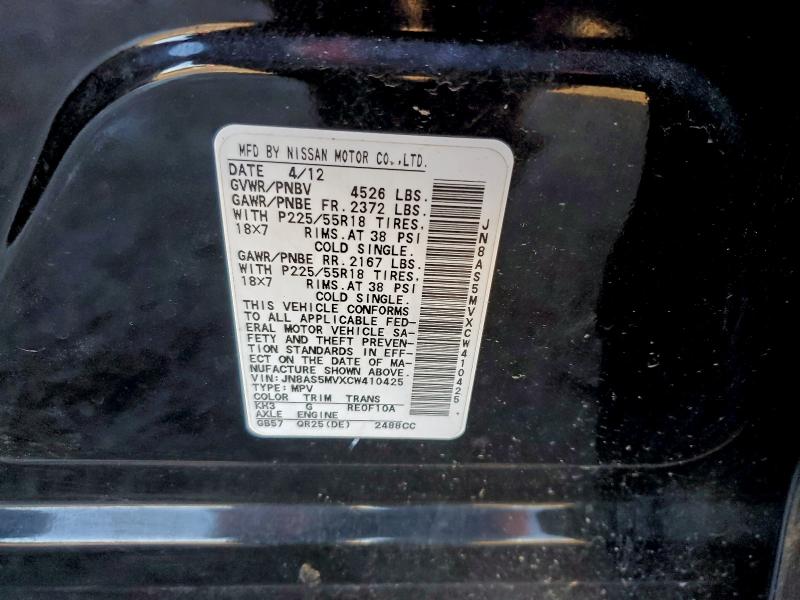 MFD BY NISSAN MOTOR CO.,LTD.
DATE 4/12
GVWR/PNBV 4526 LBS.
GAWR/PNBE FR. 2372 LBS.
WITH P225/55R18 TIRES.
18X7 RIMS.AT 38 PSI
COLD SINGLE.
GAWR/PNBE RR. 2167 LBS.
WITH P225/55R18 TIRES.
18X7 RIMS.AT 38 PSI
COLD SINGLE.
THIS VEHICLE CONFORMS
TO ALL APPLICABLE FED-
ERAL MOTOR VEHICLE SA-
FETY AND THEFT PREVEN-
TION STANDARDS IN EFF-
ECT ON THE DATE OF MA-
NUFACTURE SHOWN ABOVE.
VIN:JN8AS5MVXCW410425
TYPE:MPV
COLOR TRIM TRANS
KH3 G RE0F10A
AXLE ENGINE
GB57 QR25(DE) 2488CC
JN8AS5MVXCW410425